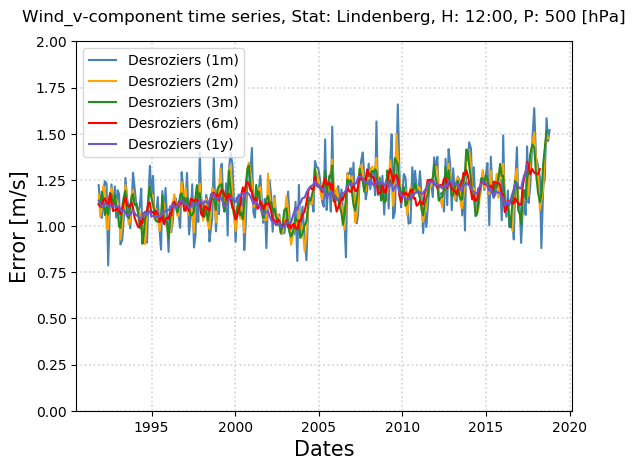 Wind_v-component time series, Stat: Lindenberg, H: 12:00, P: 500 [hPa]
2.00
1.75
1.50
1.25
1.00
0.75
0.50
0.25
0.00
Error [m/s]
Desroziers (1m)
Desroziers (2m)
Desroziers (3m)
Desroziers (6m)
Desroziers (1y)
1995
2000
2005
2010
2015
2020
Dates